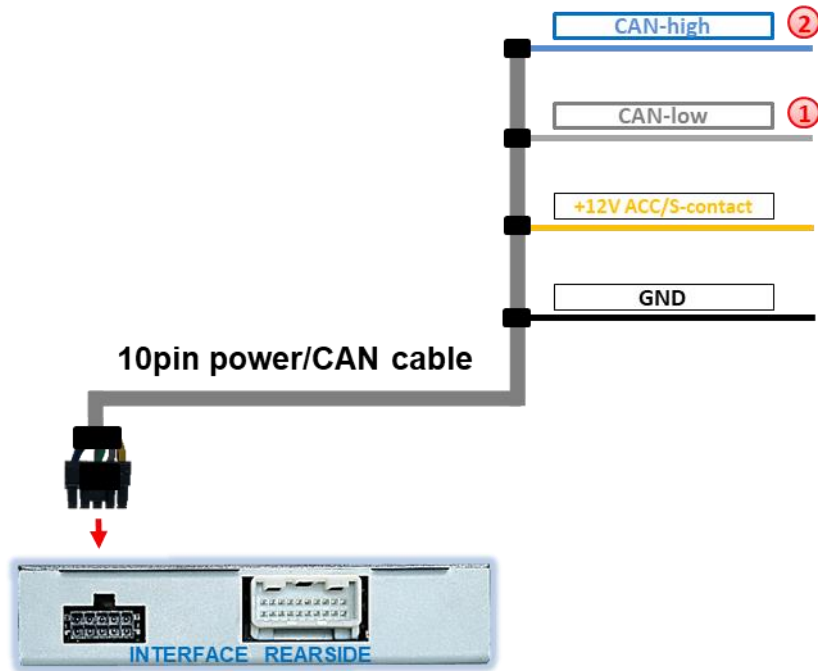 CAN-high 2
CAN-low 1
+12V ACC/S-contact
GND
10pin power/CAN cable
INTERFACE REARSIDE